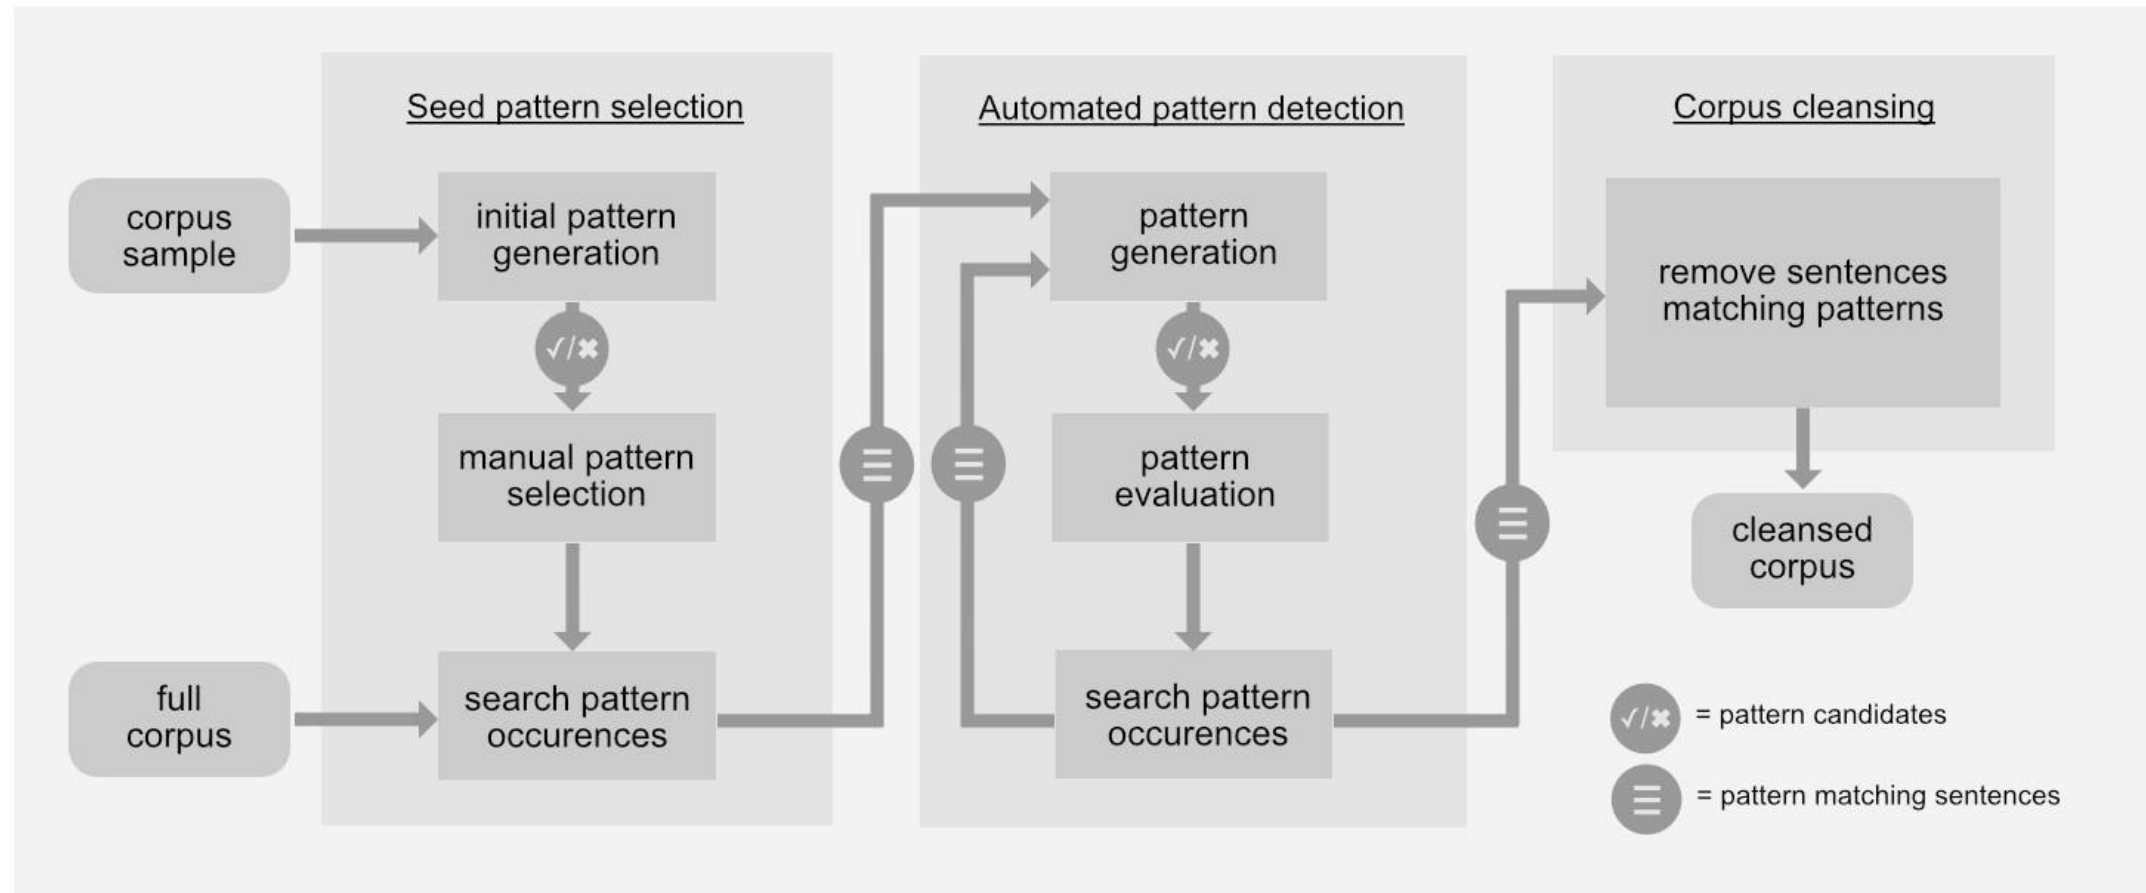 Seed pattern selection
corpus
sample
initial pattern
generation
✓/✖
manual pattern
selection
full
corpus
search pattern
occurences
Automated pattern detection
pattern
generation
✓/✖
pattern
evaluation
search pattern
occurences
Corpus cleansing
remove sentences
matching patterns
cleansed
corpus
✓/✖ = pattern candidates
= pattern matching sentences